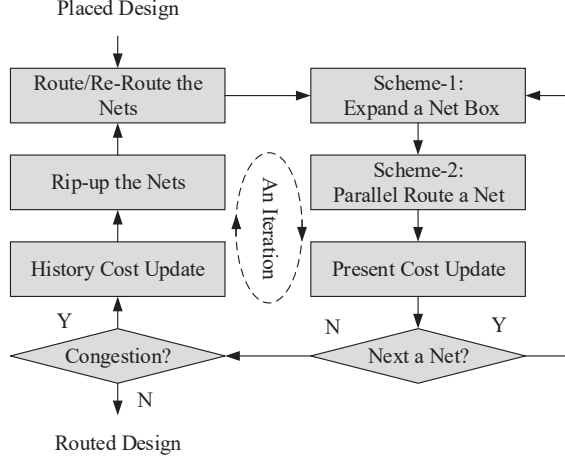 Placed Design
Route/Re-Route the
Nets
Scheme-1:
Expand a Net Box
Rip-up the Nets
An Iteration
Scheme-2:
Parallel Route a Net
History Cost Update
Present Cost Update
Y
N
Y
Congestion?
Next a Net?
N
Routed Design